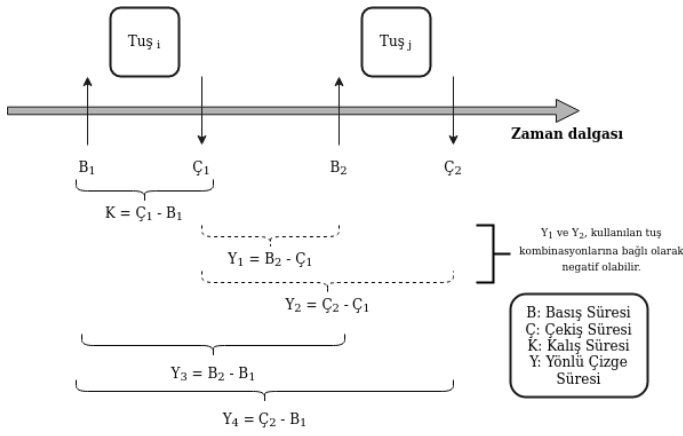 Tuş i
Tuş j
Zaman dalgası
B1
Ç1
B2
Ç2
K = Ç1 - B1
Y1 = B2 - Ç1
Y2 = Ç2 - Ç1
Y1 ve Y2, kullanılan tuş
kombinasyonlarına bağlı olarak
negatif olabilir.
B: Basış Süresi
Ç: Çekiş Süresi
K: Kalış Süresi
Y: Yönlü Çizge
Süresi
Y3 = B2 - B1
Y4 = Ç2 - B1